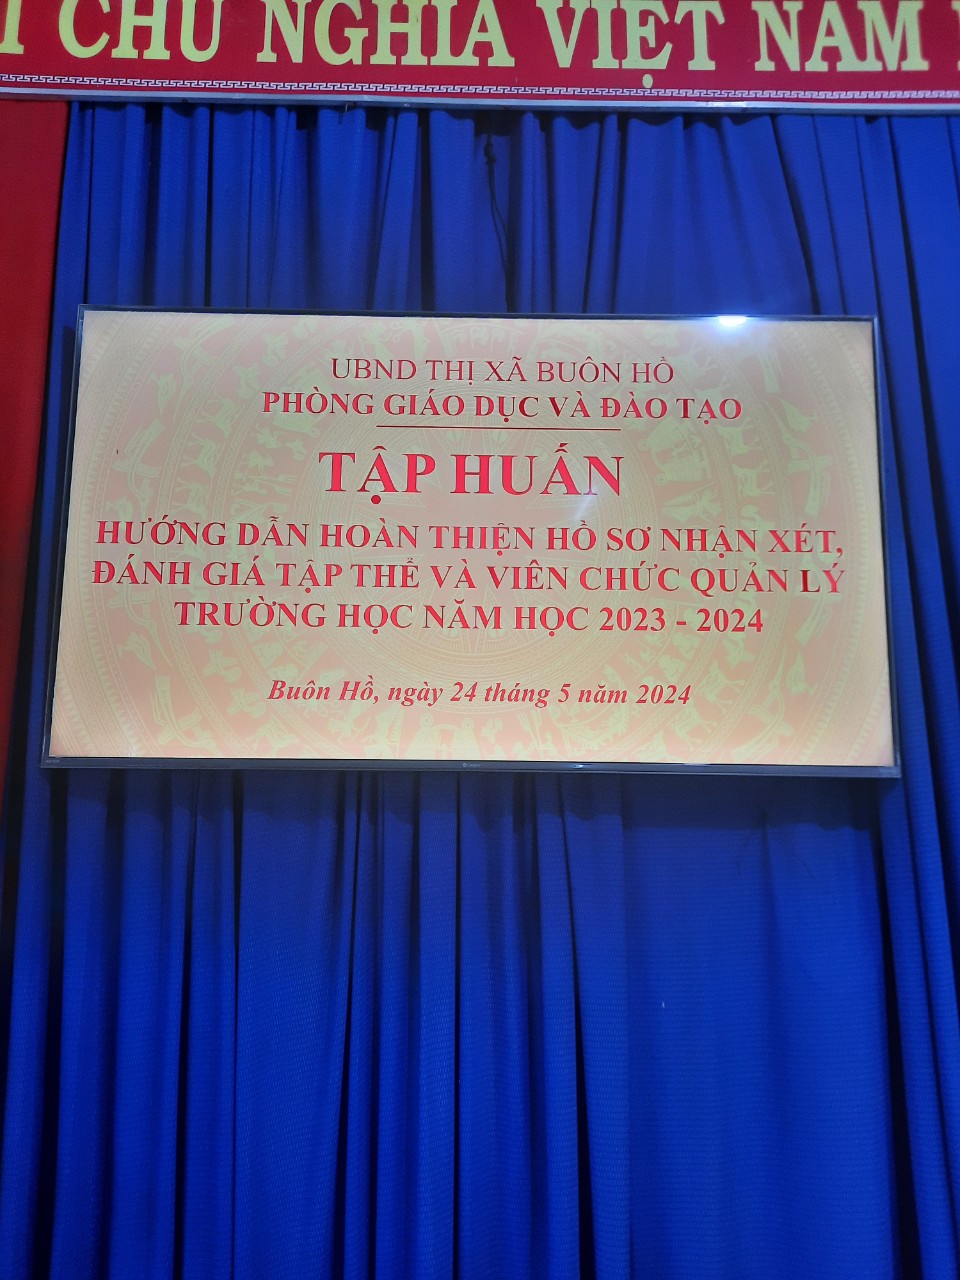 CHỦ NGHĨA VIỆT NAM
UBND THỊ XÃ BUÔN HỒ
PHÒNG GIÁO DỤC VÀ ĐÀO TẠO
TẬP HUẤN
HƯỚNG DẪN HOÀN THIỆN HỒ SƠ NHẬN XÉT,
ĐÁNH GIÁ TẬP THỂ VÀ VIÊN CHỨC QUẢN LÝ
TRƯỜNG HỌC NĂM HỌC 2023 - 2024
Buôn Hồ, ngày 24 tháng 5 năm 2024